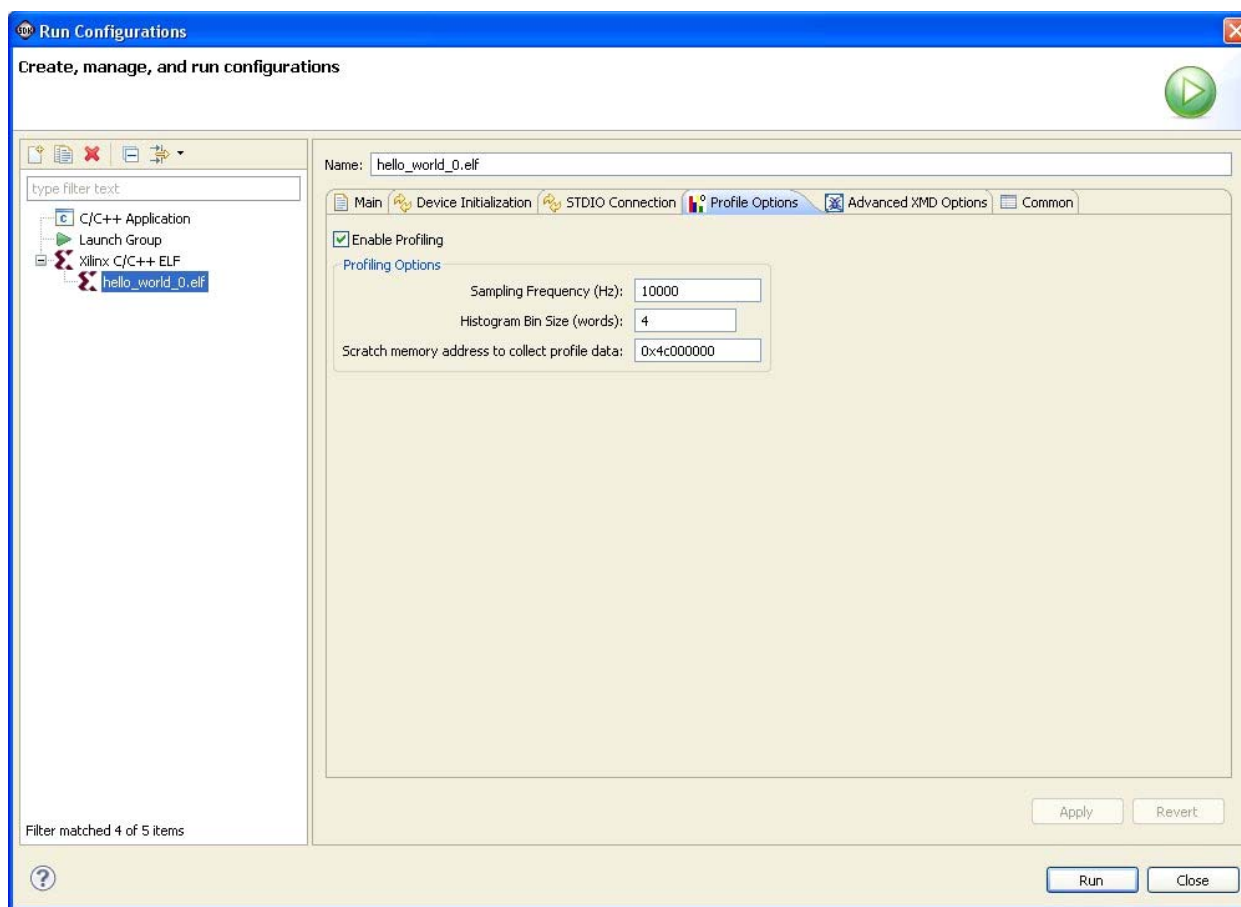 SDK Run Configurations
Create, manage, and run configurations
type filter text
C/C++ Application
Launch Group
Xilinx C/C++ ELF
hello_world_0.elf
Filter matched 4 of 5 items
Name: hello_world_0.elf
Main Device Initialization STDIO Connection Profile Options Advanced XMD Options Common
Enable Profiling
Profiling Options
Sampling Frequency (Hz): 10000
Histogram Bin Size (words): 4
Scratch memory address to collect profile data: 0x4c000000
Apply Revert
? Run Close